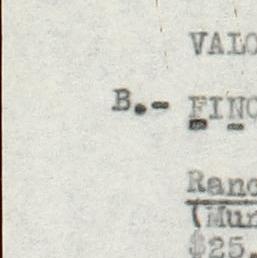 VALO
B.- FINC
Ranc
(Mun
$25.